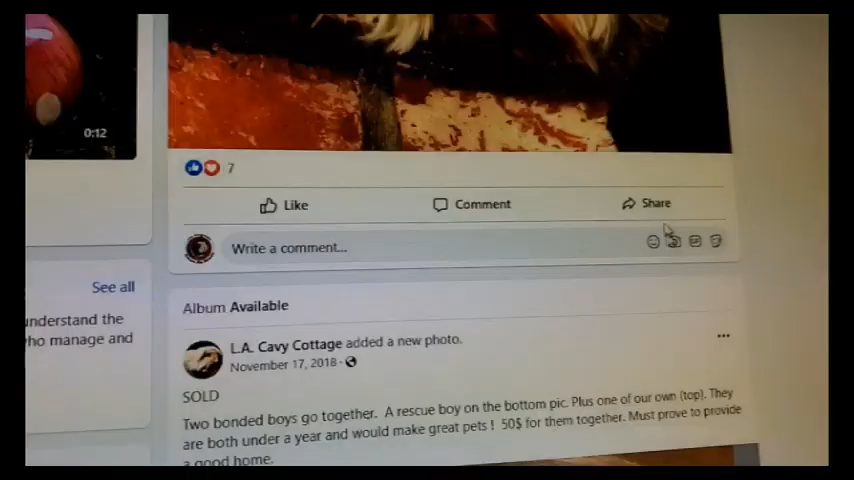 0:12
7
Like Comment Share
Write a comment...
See all
understand the
who manage and
Album Available
L.A. Cavy Cottage added a new photo.
November 17, 2018 ·
SOLD
Two bonded boys go together. A rescue boy on the bottom pic. Plus one of our own (top). They
are both under a year and would make great pets ! 50$ for them together. Must prove to provide
a good home.